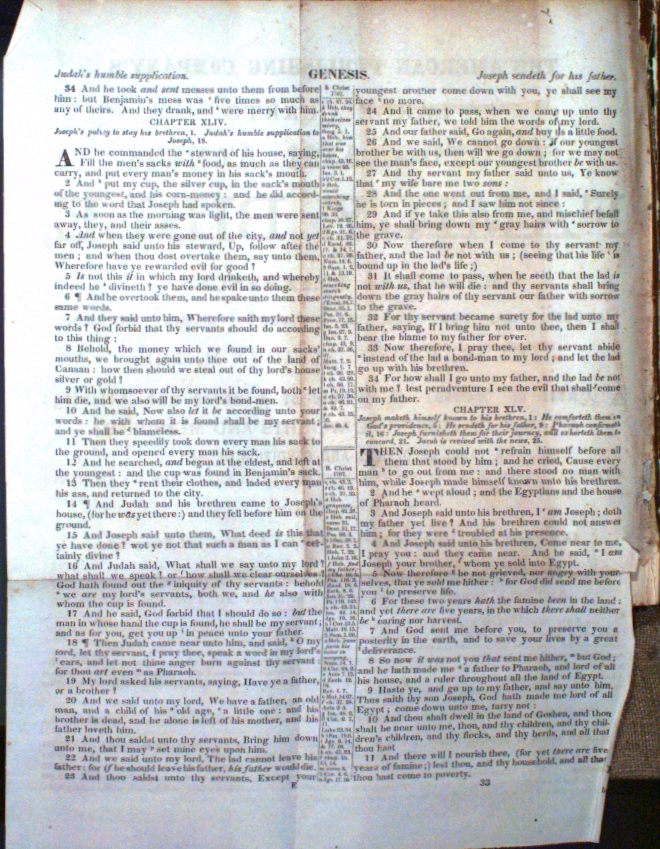 Judah's humble supplication. GENESIS. Joseph sendeth for his father.
34 And he took and sent messes unto them from before
him: but Benjamin's mess was five times so much as
any of theirs. And they drank, and were merry with him.
CHAPTER XLIV.
Joseph's policy to stay his brethren, 1. Judah's humble supplication to
Joseph, 18.
AND he commanded the steward of his house, saying,
Fill the men's sacks with food, as much as they can
carry, and put every man's money in his sack's mouth.
2 And put my cup, the silver cup, in the sack's mouth
of the youngest, and his corn-money: and he did accord-
ing to the word that Joseph had spoken.
3 As soon as the morning was light, the men were sent
away, they, and their asses.
4 And when they were gone out of the city, and not yet
far off, Joseph said unto his steward, Up, follow after the
men; and when thou dost overtake them, say unto them,
Wherefore have ye rewarded evil for good?
5 Is not this it in which my lord drinketh, and whereby
indeed he divineth? ye have done evil in so doing.
6 ¶ And he overtook them, and he spake unto them these
same words.
7 And they said unto him, Wherefore saith my lord these
words? God forbid that thy servants should do according
to this thing:
8 Behold, the money which we found in our sacks'
mouths, we brought again unto thee out of the land of
Canaan: how then should we steal out of thy lord's house
silver or gold?
9 With whomsoever of thy servants it be found, both let
him die, and we also will be my lord's bond-men.
10 And he said, Now also let it be according unto your
words: he with whom it is found shall be my servant;
and ye shall be blameless.
11 Then they speedily took down every man his sack to
the ground, and opened every man his sack.
12 And he searched, and began at the eldest, and left at
the youngest: and the cup was found in Benjamin's sack.
13 Then they rent their clothes, and laded every man
his ass, and returned to the city.
14 ¶ And Judah and his brethren came to Joseph's
house, (for he was yet there:) and they fell before him on the
ground.
15 And Joseph said unto them, What deed is this that
ye have done? wot ye not that such a man as I can cer-
tainly divine?
16 And Judah said, What shall we say unto my lord?
what shall we speak? or how shall we clear ourselves?
God hath found out the iniquity of thy servants: behold
we are my lord's servants, both we, and he also with
whom the cup is found.
17 And he said, God forbid that I should do so: but the
man in whose hand the cup is found, he shall be my servant;
and as for you, get you up in peace unto your father.
18 ¶ Then Judah came near unto him, and said, O my
lord, let thy servant, I pray thee, speak a word in my lord's
ears, and let not thine anger burn against thy servant:
for thou art even as Pharaoh.
19 My lord asked his servants, saying, Have ye a father,
or a brother?
20 And we said unto my lord, We have a father, an old
man, and a child of his old age, a little one: and his
brother is dead, and he alone is left of his mother, and his
father loveth him.
21 And thou saidst unto thy servants, Bring him down
unto me, that I may set mine eyes upon him.
22 And we said unto my lord, The lad cannot leave his
father: for if he should leave his father, his father would die.
23 And thou saidst unto thy servants, Except your
E
B. Christ
1707.
B. Christ
1707.
youngest brother come down with you, ye shall see my
face no more.
24 And it came to pass, when we came up unto thy
servant my father, we told him the words of my lord.
25 And our father said, Go again, and buy us a little food.
26 And we said, We cannot go down: if our youngest
brother be with us, then will we go down; for we may not
see the man's face, except our youngest brother be with us.
27 And thy servant my father said unto us, Ye know
that my wife bare me two sons:
28 And the one went out from me, and I said, Surely
he is torn in pieces; and I saw him not since:
29 And if ye take this also from me, and mischief befall
him, ye shall bring down my gray hairs with sorrow to
the grave.
30 Now therefore when I come to thy servant my
father, and the lad be not with us; (seeing that his life is
bound up in the lad's life;)
31 It shall come to pass, when he seeth that the lad is
not with us, that he will die: and thy servants shall bring
down the gray hairs of thy servant our father with sorrow
to the grave.
32 For thy servant became surety for the lad unto my
father, saying, If I bring him not unto thee, then I shall
bear the blame to my father for ever.
33 Now therefore, I pray thee, let thy servant abide
instead of the lad a bond-man to my lord; and let the lad
go up with his brethren.
34 For how shall I go up to my father, and the lad be not
with me? lest peradventure I see the evil that shall come
on my father.
CHAPTER XLV.
Joseph maketh himself known to his brethren, 1: He comforteth them in
God's providence, 5: He sendeth for his father, 9: Pharaoh confirmeth
it, 16: Joseph furnisheth them for their journey, and exhorteth them to
concord, 21. Jacob is revived with the news, 25.
THEN Joseph could not refrain himself before all
them that stood by him; and he cried, Cause every
man to go out from me: and there stood no man with
him, while Joseph made himself known unto his brethren.
2 And he wept aloud; and the Egyptians and the house
of Pharaoh heard.
3 And Joseph said unto his brethren, I am Joseph; doth
my father yet live? And his brethren could not answer
him; for they were troubled at his presence.
4 And Joseph said unto his brethren, Come near to me,
I pray you: and they came near. And he said, I am
Joseph your brother, whom ye sold into Egypt.
5 Now therefore be not grieved, nor angry with your-
selves, that ye sold me hither: for God did send me before
you to preserve life.
6 For these two years hath the famine been in the land:
and yet there are five years, in the which there shall neither
be earing nor harvest.
7 And God sent me before you, to preserve you a
posterity in the earth, and to save your lives by a great
deliverance.
8 So now it was not you that sent me hither, but God;
and he hath made me a father to Pharaoh, and lord of all
his house, and a ruler throughout all the land of Egypt.
9 Haste ye, and go up to my father, and say unto him,
Thus saith thy son Joseph, God hath made me lord of all
Egypt; come down unto me, tarry not:
10 And thou shalt dwell in the land of Goshen, and thou
shalt be near unto me, thou, and thy children, and thy chil-
dren's children, and thy flocks, and thy herds, and all that
thou hast
11 And there will I nourish thee, (for yet there are five
years of famine;) lest thou, and thy household, and all that
thou hast come to poverty.
33